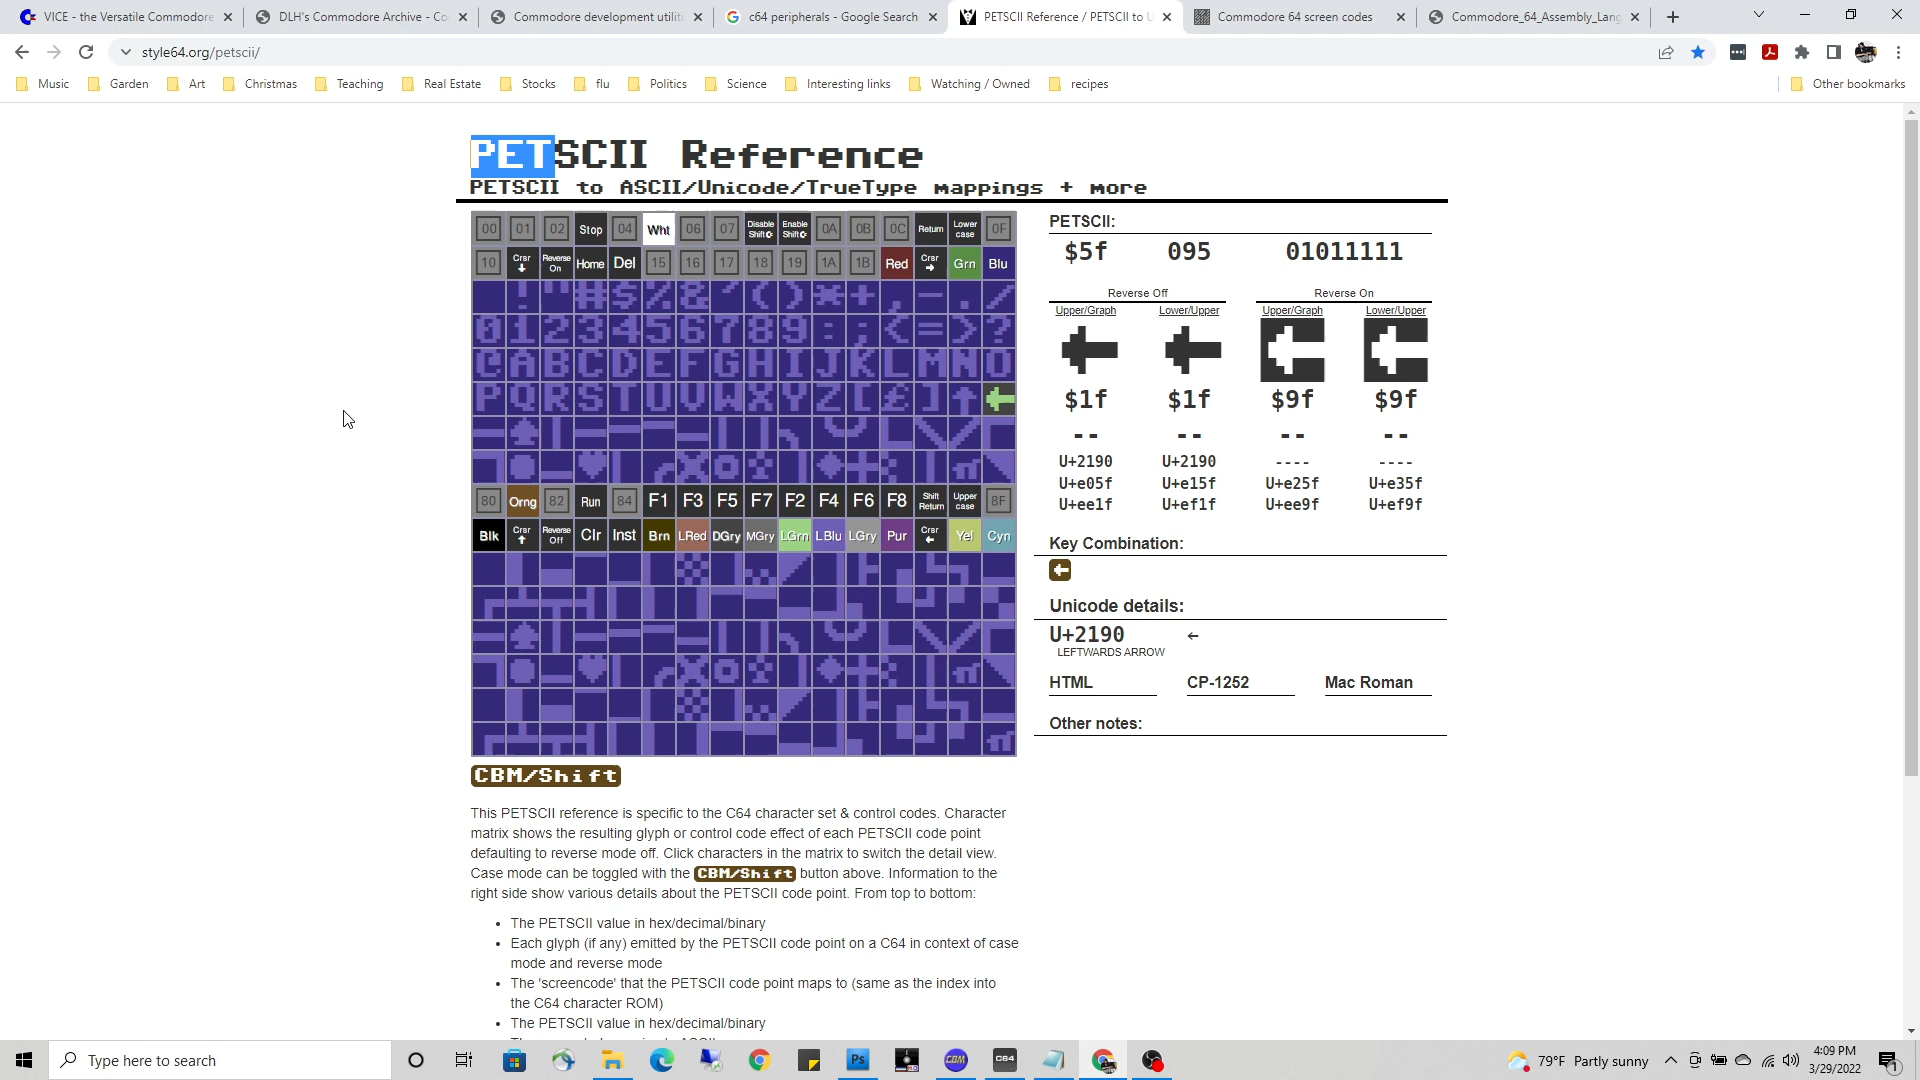 VICE - the Versatile Commodore
DLH's Commodore Archive - Co
Commodore development utiliti
c64 peripherals - Google Search
PETSCII Reference / PETSCII to U
Commodore 64 screen codes
Commodore_64_Assembly_Lang
style64.org/petscii/
Music
Garden
Art
Christmas
Teaching
Real Estate
Stocks
flu
Politics
Science
Interesting links
Watching / Owned
recipes
Other bookmarks
PETSCII Reference
PETSCII to ASCII/Unicode/TrueType mappings + more
00 01 02 Stop 04 Wht 06 07 Disable Shift Enable Shift 0A 0B 0C Return Lower case 0F
10 Crsr ↓ Reverse On Home Del 15 16 17 18 19 1A 1B Red Crsr → Grn Blu
! " # $ % & ' ( ) * + , - . /
0 1 2 3 4 5 6 7 8 9 : ; < = > ?
@ A B C D E F G H I J K L M N O
P Q R S T U V W X Y Z [ £ ] ↑ ←
80 Orng 82 Run 84 F1 F3 F5 F7 F2 F4 F6 F8 Shift Return Upper case 8F
Blk Crsr ↑ Reverse Off Clr Inst Brn LRed DGry MGry LGrn LBlu LGry Pur Crsr ← Yel Cyn
CBM/Shift
This PETSCII reference is specific to the C64 character set & control codes. Character
matrix shows the resulting glyph or control code effect of each PETSCII code point
defaulting to reverse mode off. Click characters in the matrix to switch the detail view.
Case mode can be toggled with the CBM/Shift button above. Information to the
right side show various details about the PETSCII code point. From top to bottom:
• The PETSCII value in hex/decimal/binary
• Each glyph (if any) emitted by the PETSCII code point on a C64 in context of case
mode and reverse mode
• The 'screencode' that the PETSCII code point maps to (same as the index into
the C64 character ROM)
• The PETSCII value in hex/decimal/binary
PETSCII:
$5f 095 01011111
Reverse Off Reverse On
Upper/Graph Lower/Upper Upper/Graph Lower/Upper
$1f $1f $9f $9f
-- -- -- --
U+2190 U+2190 ---- ----
U+e05f U+e15f U+e25f U+e35f
U+ee1f U+ef1f U+ee9f U+ef9f
Key Combination:
←
Unicode details:
U+2190 ←
LEFTWARDS ARROW
HTML CP-1252 Mac Roman
Other notes:
Type here to search
Ps
CBM
C64
79°F Partly sunny
4:09 PM
3/29/2022
1